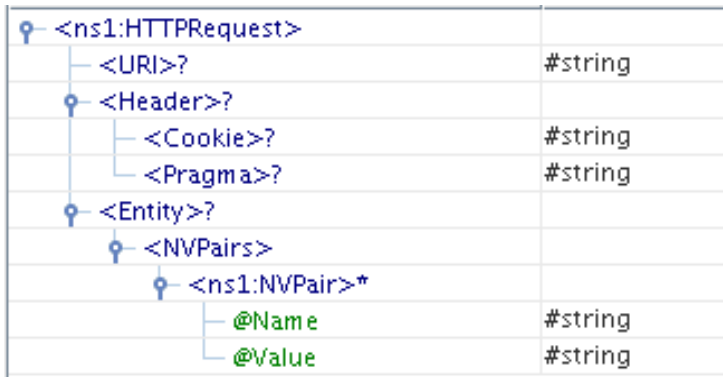 <ns1:HTTPRequest>
<URI>? #string
<Header>?
<Cookie>? #string
<Pragma>? #string
<Entity>?
<NVPairs>
<ns1:NVPair>*
@Name #string
@Value #string